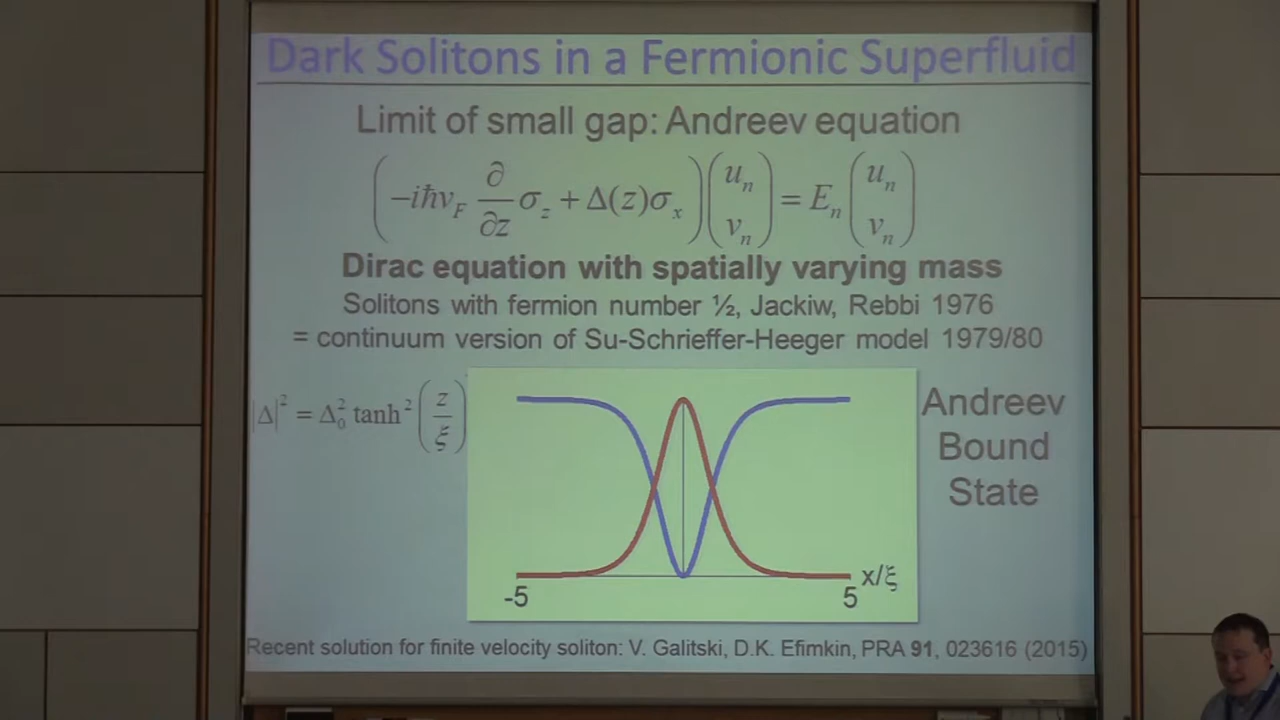 Dark Solitons in a Fermionic Superfluid
Limit of small gap: Andreev equation
(-iħv_F ∂/∂z σ_z + Δ(z)σ_x) (u_n v_n) = E_n (u_n v_n)
Dirac equation with spatially varying mass
Solitons with fermion number ½, Jackiw, Rebbi 1976
= continuum version of Su-Schrieffer-Heeger model 1979/80
|Δ|² = Δ₀² tanh² (z/ξ)
Andreev
Bound
State
x/ξ
-5
5
Recent solution for finite velocity soliton: V. Galitski, D.K. Efimkin, PRA 91, 023616 (2015)